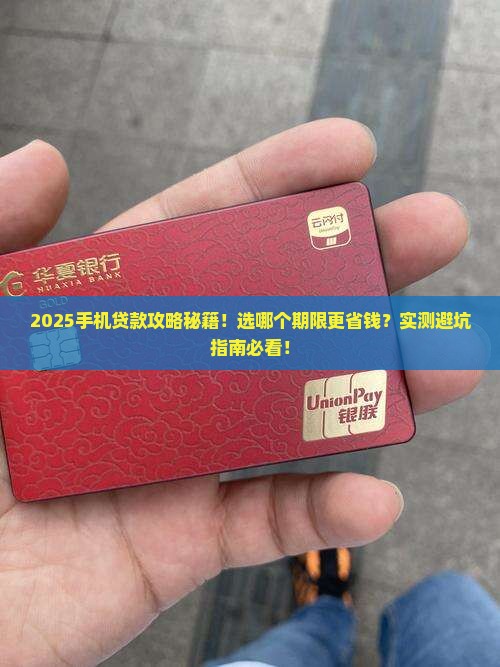 云闪付
UnionPay
华夏银行
HUAXIA BANK
GOLD
2025手机贷款攻略秘籍！选哪个期限更省钱？实测避坑
指南必看！
UnionPay
银联